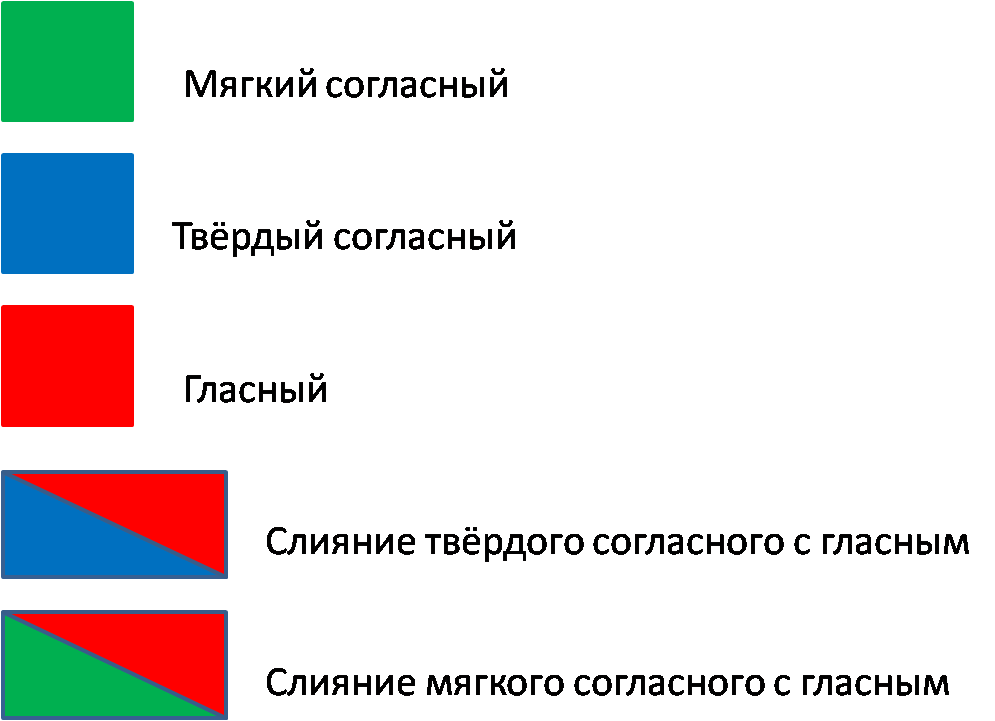 Мягкий согласный
Твёрдый согласный
Гласный
Слияние твёрдого согласного с гласным
Слияние мягкого согласного с гласным